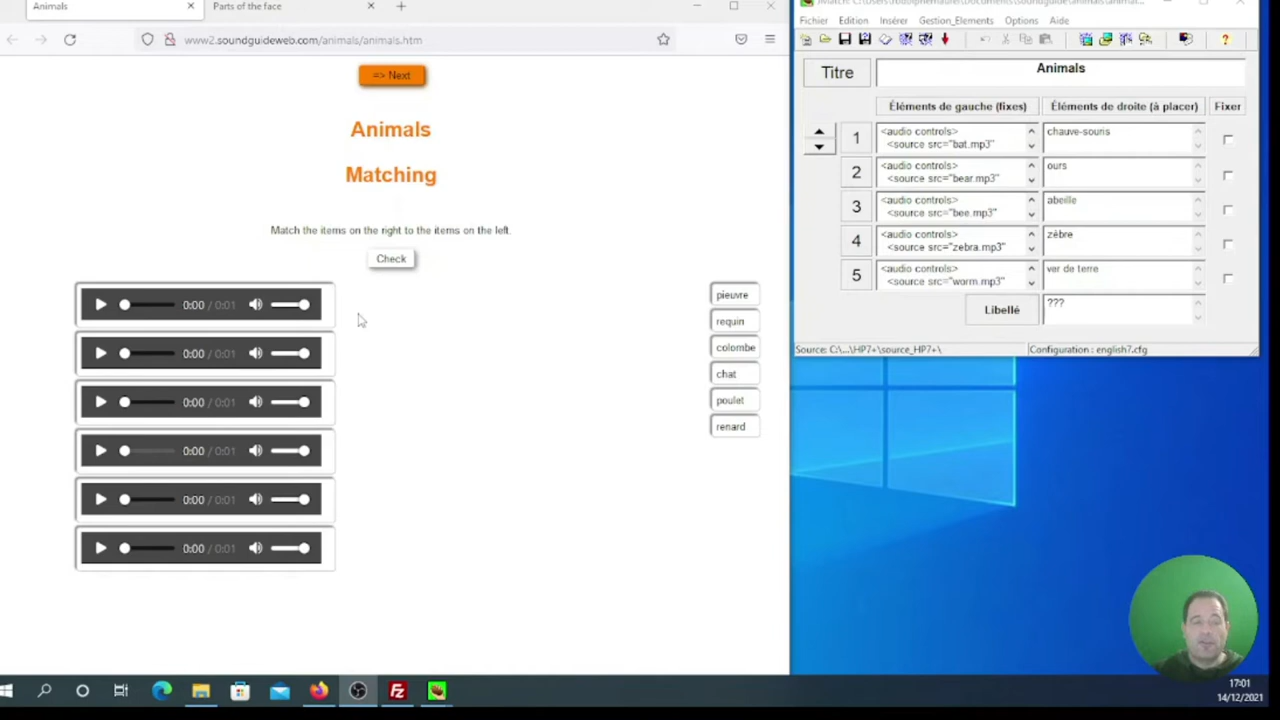 Animals
Parts of the face
www2.soundguideweb.com/animals/animals.htm
=> Next
Animals
Matching
Match the items on the right to the items on the left.
Check
0:00 / 0:01
0:00 / 0:01
0:00 / 0:01
0:00 / 0:01
0:00 / 0:01
0:00 / 0:01
pieuvre
requin
colombe
chat
poulet
renard
Fichier Edition Insérer Gestion_Elements Options Aide
Titre
Animals
Éléments de gauche (fixes) Éléments de droite (à placer) Fixer
1
<audio controls>
<source src="bat.mp3"
chauve-souris
2
<audio controls>
<source src="bear.mp3"
ours
3
<audio controls>
<source src="bee.mp3"
abeille
4
<audio controls>
<source src="zebra.mp3"
zèbre
5
<audio controls>
<source src="worm.mp3"
ver de terre
Libellé
???
Source: C:\...\HP7+\source_HP7+\
Configuration : english7.cfg
17:01
14/12/2021